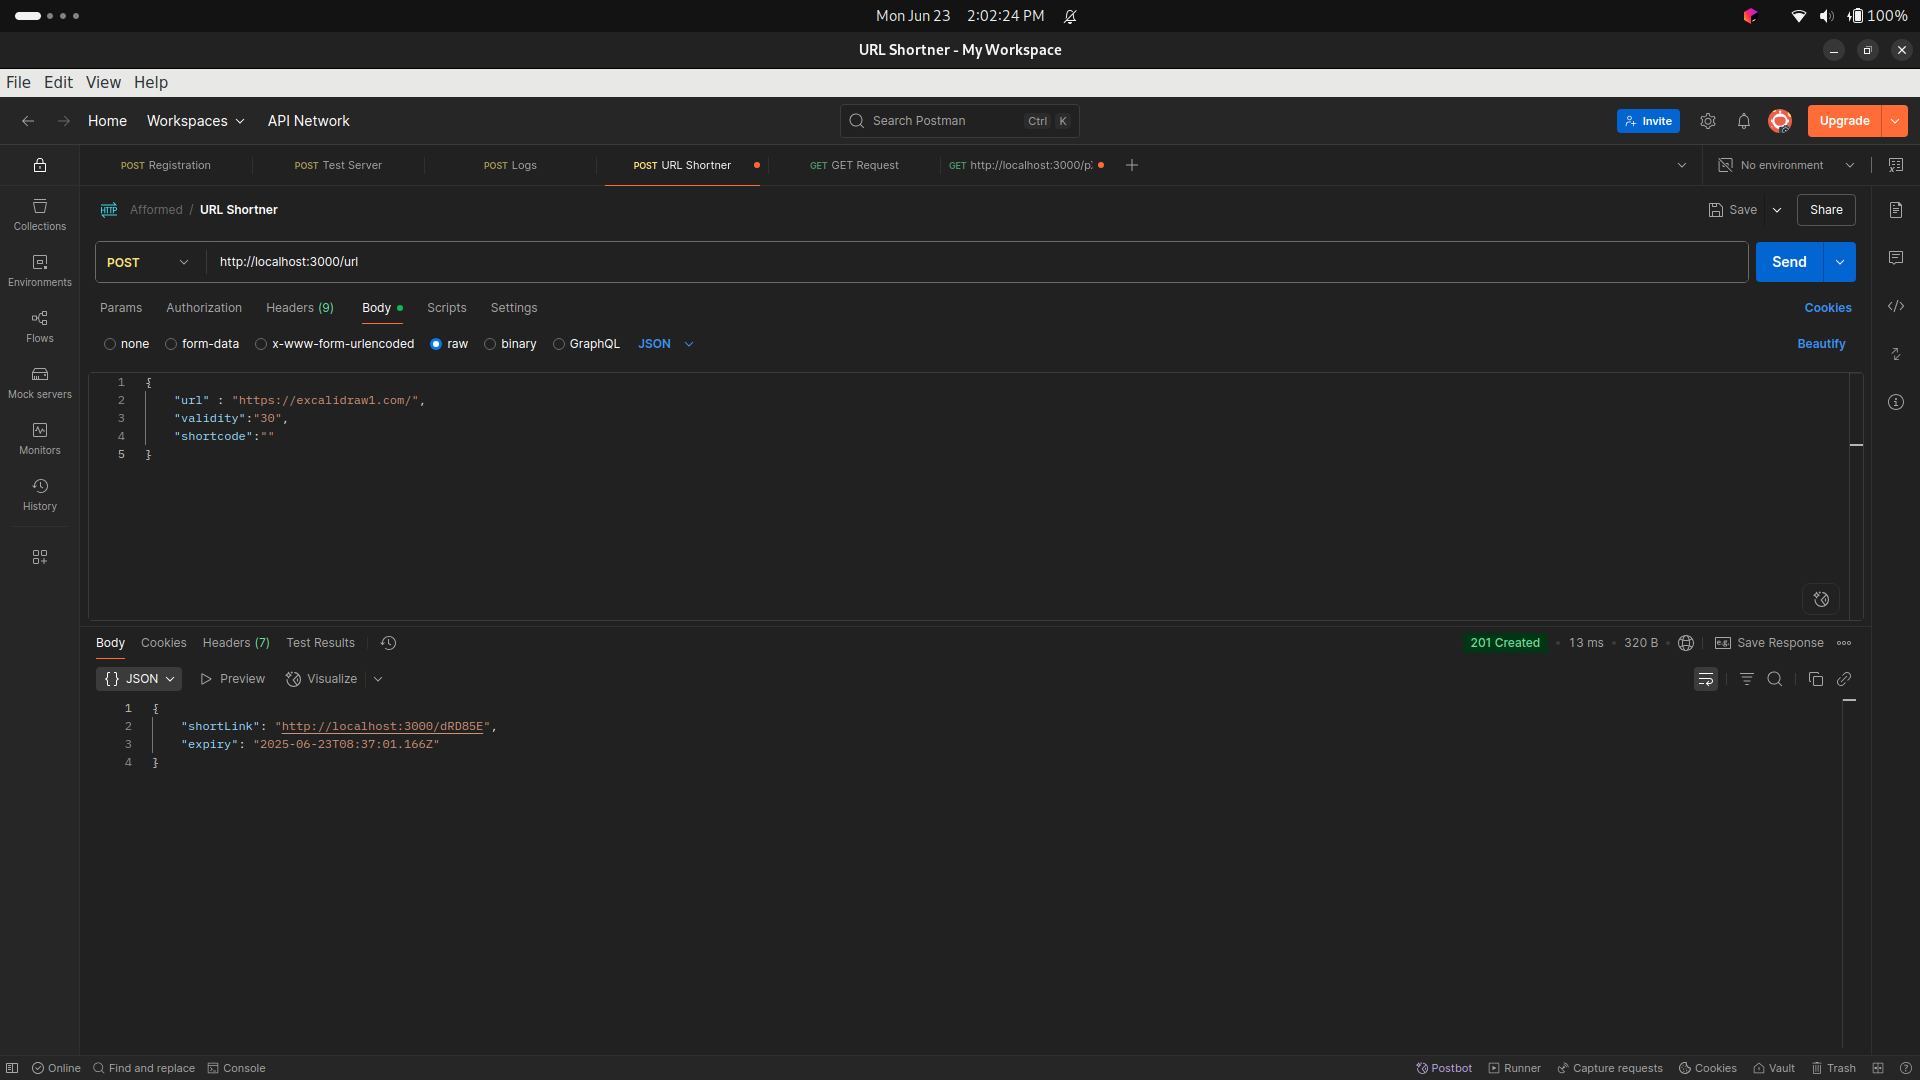 Mon Jun 23 2:02:24 PM 100%
URL Shortner - My Workspace
File Edit View Help
Home Workspaces API Network Search Postman Ctrl K Invite Upgrade
POST Registration POST Test Server POST Logs POST URL Shortner GET GET Request GET http://localhost:3000/p No environment
HTTP Afformed / URL Shortner Save Share
POST http://localhost:3000/url Send
Params Authorization Headers (9) Body Scripts Settings Cookies
none form-data x-www-form-urlencoded raw binary GraphQL JSON Beautify
1 {
2 "url" : "https://excalidraw1.com/",
3 "validity":"30",
4 "shortcode":""
5 }
Collections
Environments
Flows
Mock servers
Monitors
History
Body Cookies Headers (7) Test Results 201 Created • 13 ms • 320 B e.g. Save Response
{} JSON Preview Visualize
1 {
2 "shortLink": "http://localhost:3000/dRD85E",
3 "expiry": "2025-06-23T08:37:01.166Z"
4 }
Online Find and replace Console Postbot Runner Capture requests Cookies Vault Trash